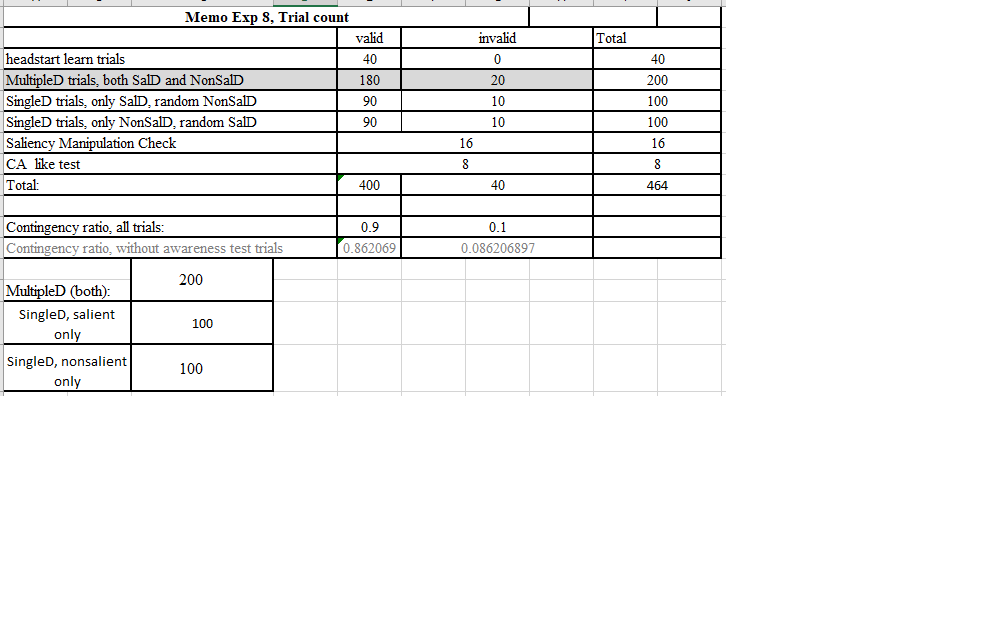 Memo Exp 8, Trial count
valid invalid Total
headstart learn trials 40 0 40
MultipleD trials, both SalD and NonSalD 180 20 200
SingleD trials, only SalD, random NonSalD 90 10 100
SingleD trials, only NonSalD, random SalD 90 10 100
Saliency Manipulation Check 16 16
CA like test 8 8
Total: 400 40 464
Contingency ratio, all trials: 0.9 0.1
Contingency ratio, without awareness test trials 0.862069 0.086206897
MultipleD (both): 200
SingleD, salient
only 100
SingleD, nonsalient
only 100